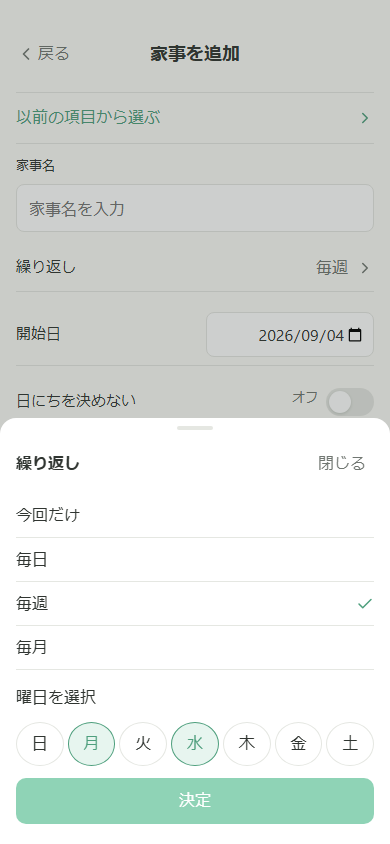 戻る
家事を追加
以前の項目から選ぶ
家事名
家事名を入力
繰り返し 毎週
開始日 2026/09/04
日にちを決めない オフ
繰り返し 閉じる
今回だけ
毎日
毎週
毎月
曜日を選択
日 月 火 水 木 金 土
決定